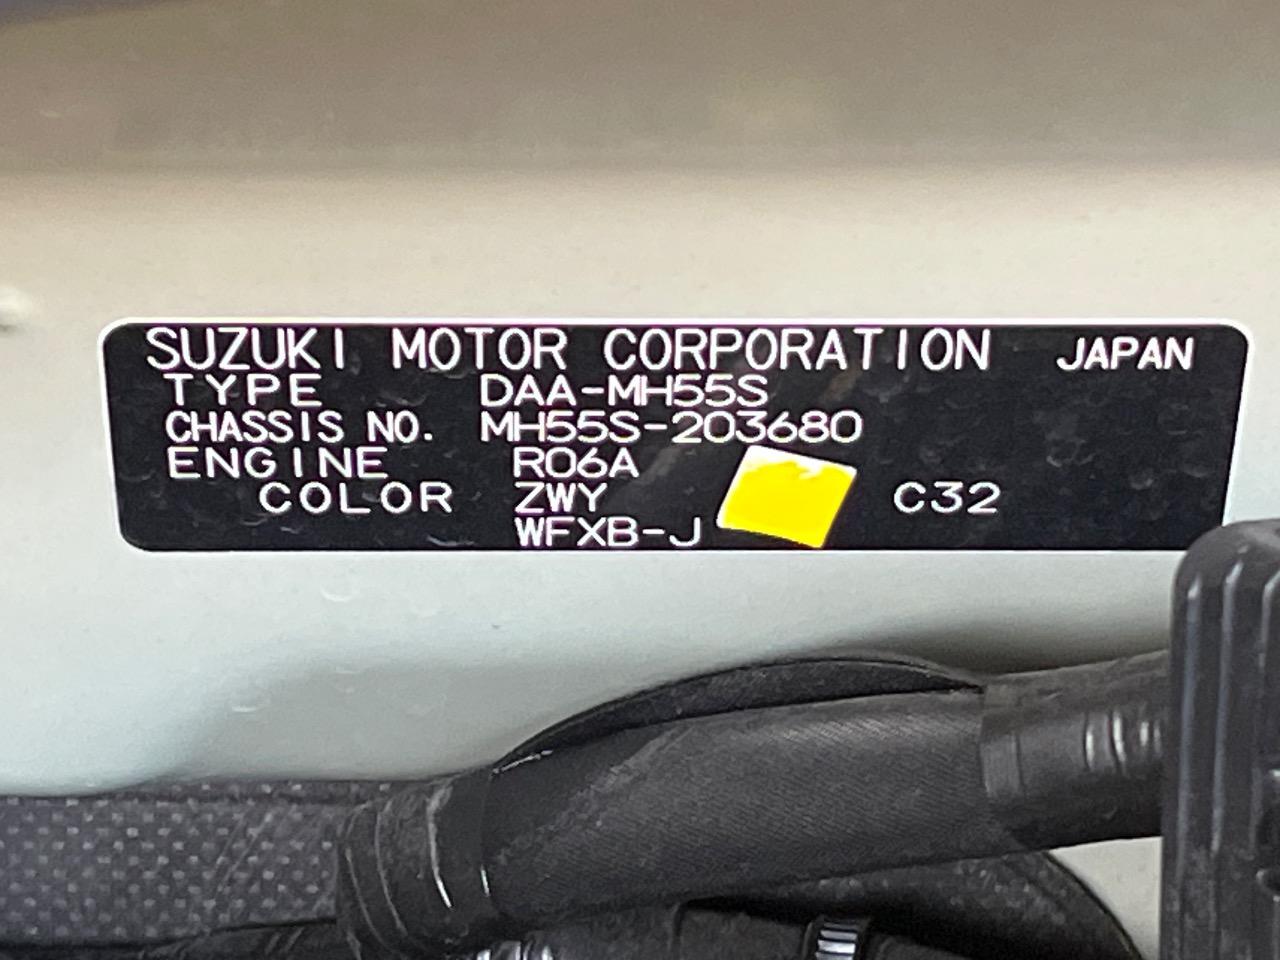 SUZUKI MOTOR CORPORATION JAPAN
TYPE DAA-MH55S
CHASSIS NO. MH55S-203680
ENGINE R06A
COLOR ZWY C32
WFXB-J